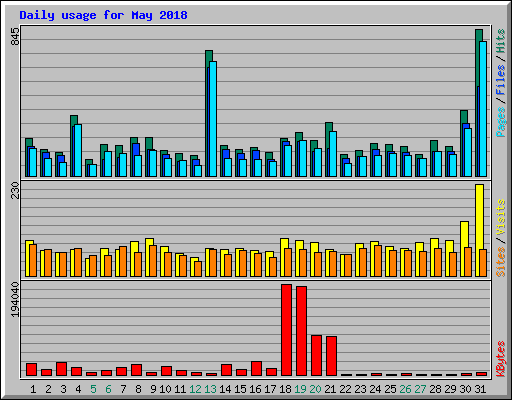 Daily usage for May 2018
845
Pages / Files / Hits
230
Sites / Visits
194040
KBytes
1 2 3 4 5 6 7 8 9 10 11 12 13 14 15 16 17 18 19 20 21 22 23 24 25 26 27 28 29 30 31